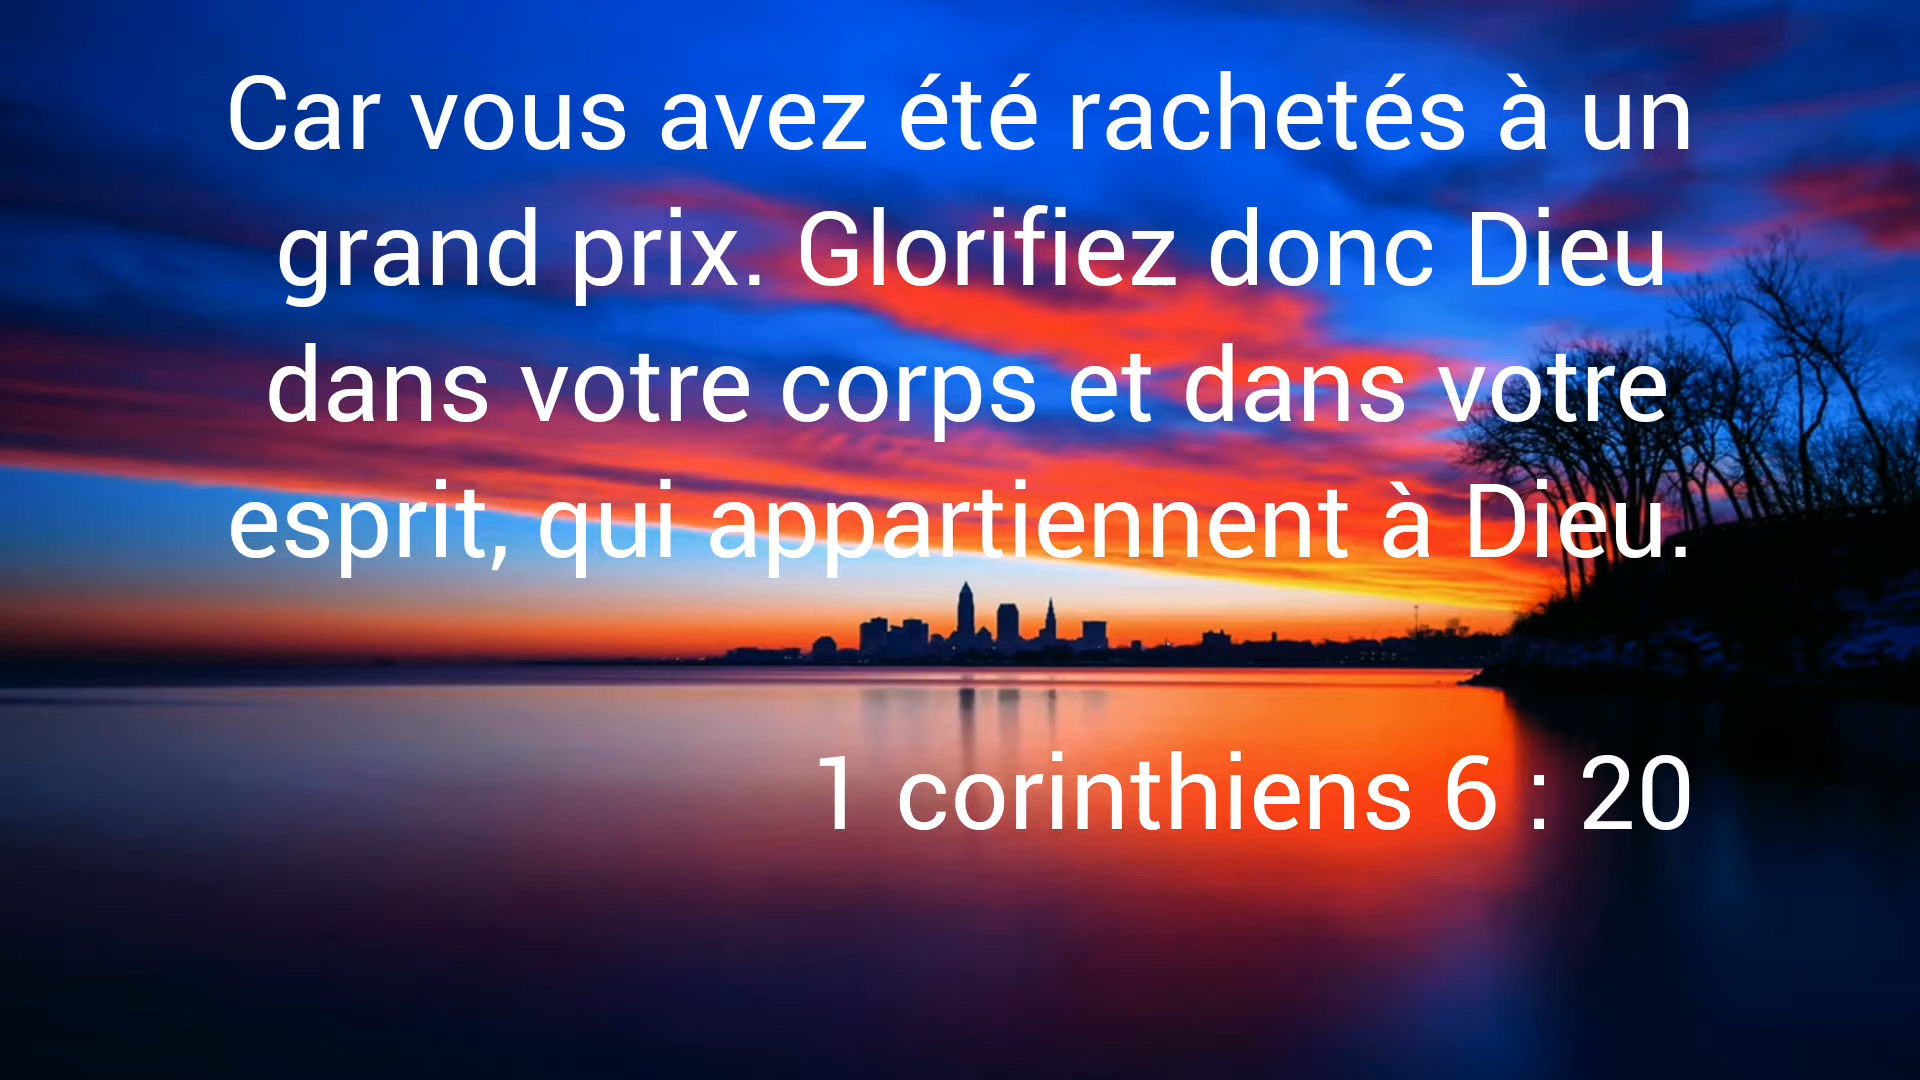 Car vous avez été rachetés à un
grand prix. Glorifiez donc Dieu
dans votre corps et dans votre
esprit, qui appartiennent à Dieu.
1 corinthiens 6 : 20